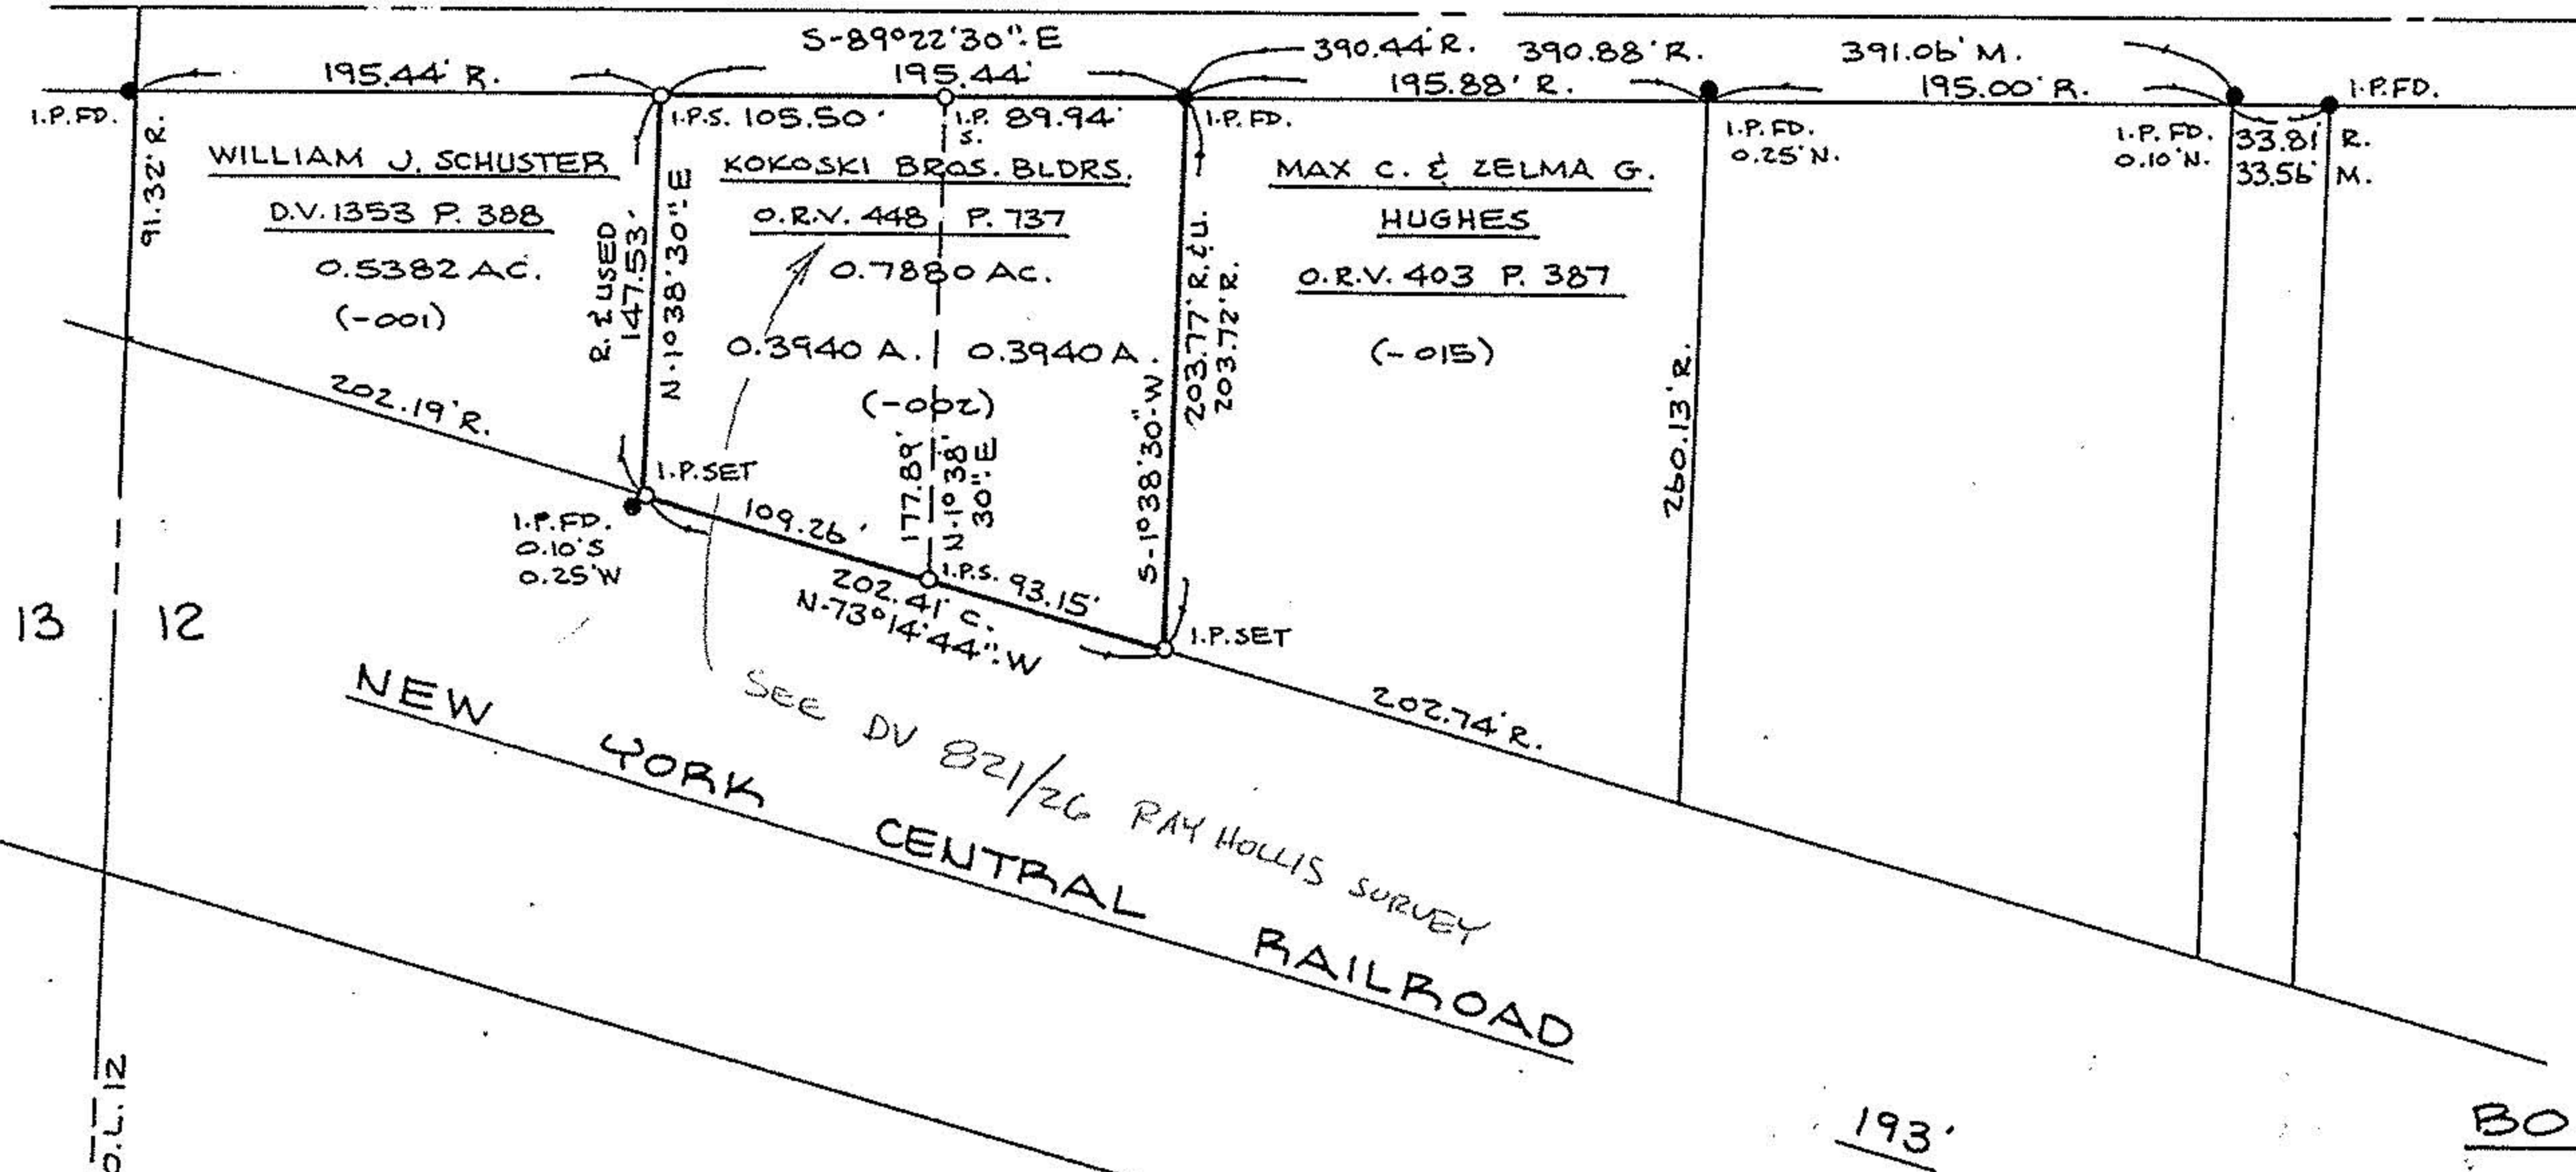 S-89°22'30"-E
390.44' R.
390.88' R.
391.06' M.
195.44' R.
195.44'
195.88' R.
195.00' R.
I.P. FD.
I.P.S. 105.50'
I.P. S. 89.94'
I.P. FD.
I.P. FD.
0.25' N.
I.P. FD.
0.10' N.
33.81' R.
33.56' M.
I.P. FD.
91.32' R.
WILLIAM J. SCHUSTER
D.V. 1353 P. 388
0.5382 AC.
(-001)
R. & USED
147.53'
N-1°38'30"-E
KOKOSKI BROS. BLDRS.
O.R.V. 448 P. 737
0.7880 AC.
0.3940 A.
0.3940 A.
(-002)
177.89'
N-1°38'
30"-E
S-1°38'30"-W
203.77' R. & U.
203.72' R.
MAX C. & ZELMA G.
HUGHES
O.R.V. 403 P. 387
(-015)
260.13' R.
202.19' R.
I.P. SET
I.P. FD.
0.10' S
0.25' W
109.26'
I.P.S. 93.15'
202.41' C.
N-73°14'44"-W
I.P. SET
202.74' R.
13
12
SEE DV 821/26 RAY HOLLIS SURVEY
NEW YORK CENTRAL RAILROAD
O.L. 12
193'
BO